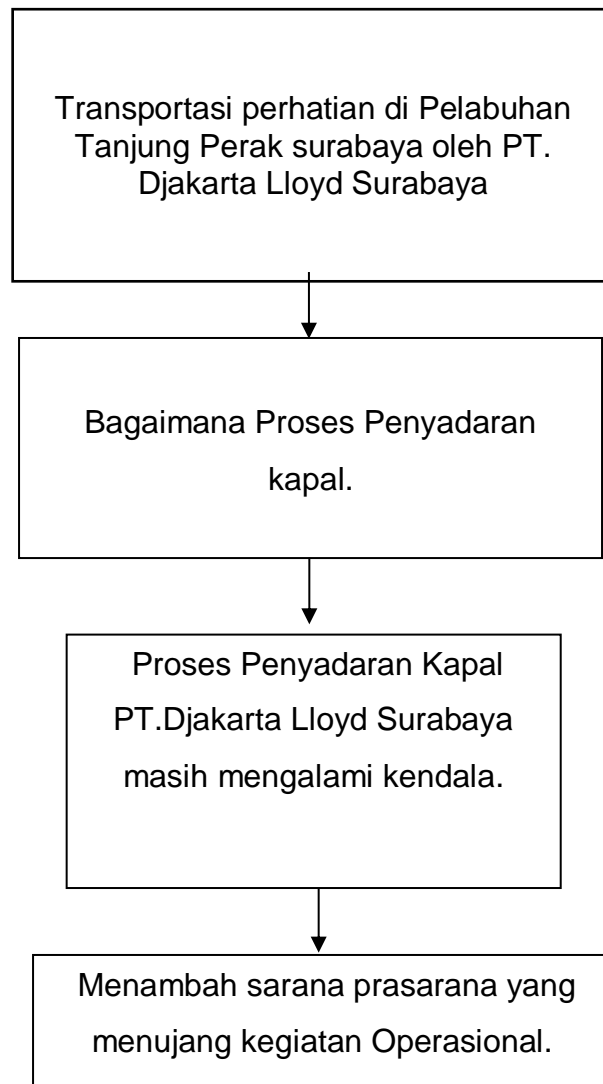 Transportasi perhatian di Pelabuhan
Tanjung Perak surabaya oleh PT.
Djakarta Lloyd Surabaya
Bagaimana Proses Penyadaran
kapal.
Proses Penyadaran Kapal
PT.Djakarta Lloyd Surabaya
masih mengalami kendala.
Menambah sarana prasarana yang
menujang kegiatan Operasional.